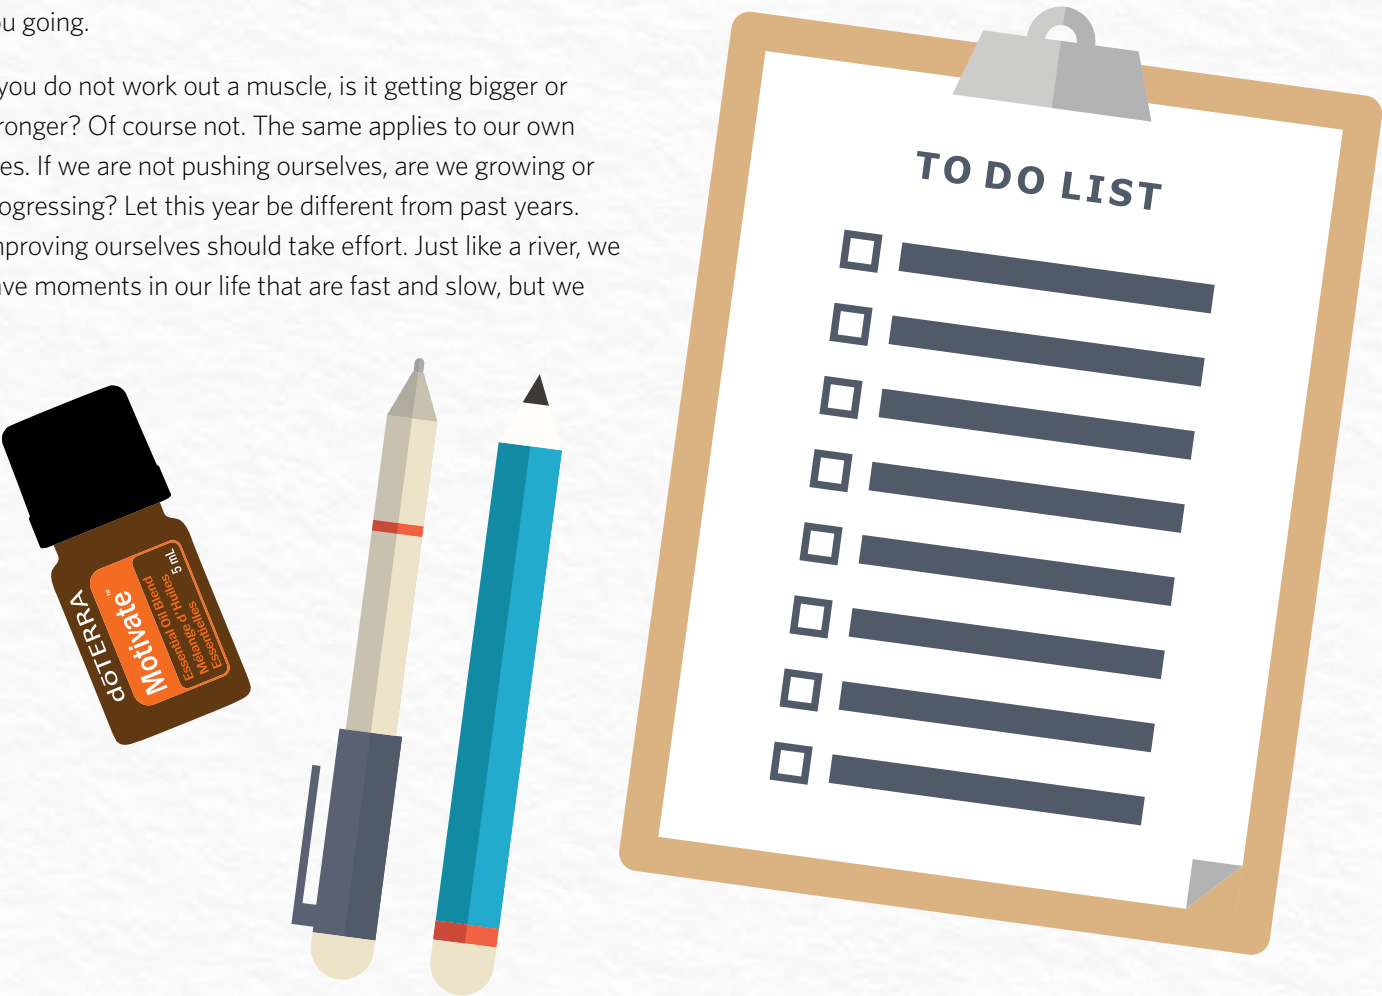 u going.
you do not work out a muscle, is it getting bigger or
ronger? Of course not. The same applies to our own
es. If we are not pushing ourselves, are we growing or
ogressing? Let this year be different from past years.
nproving ourselves should take effort. Just like a river, we
ave moments in our life that are fast and slow, but we
TO DO LIST
dōTERRA
Motivate™
Essential Oil Blend
Mélange d'Huiles
Essentielles
5 mL